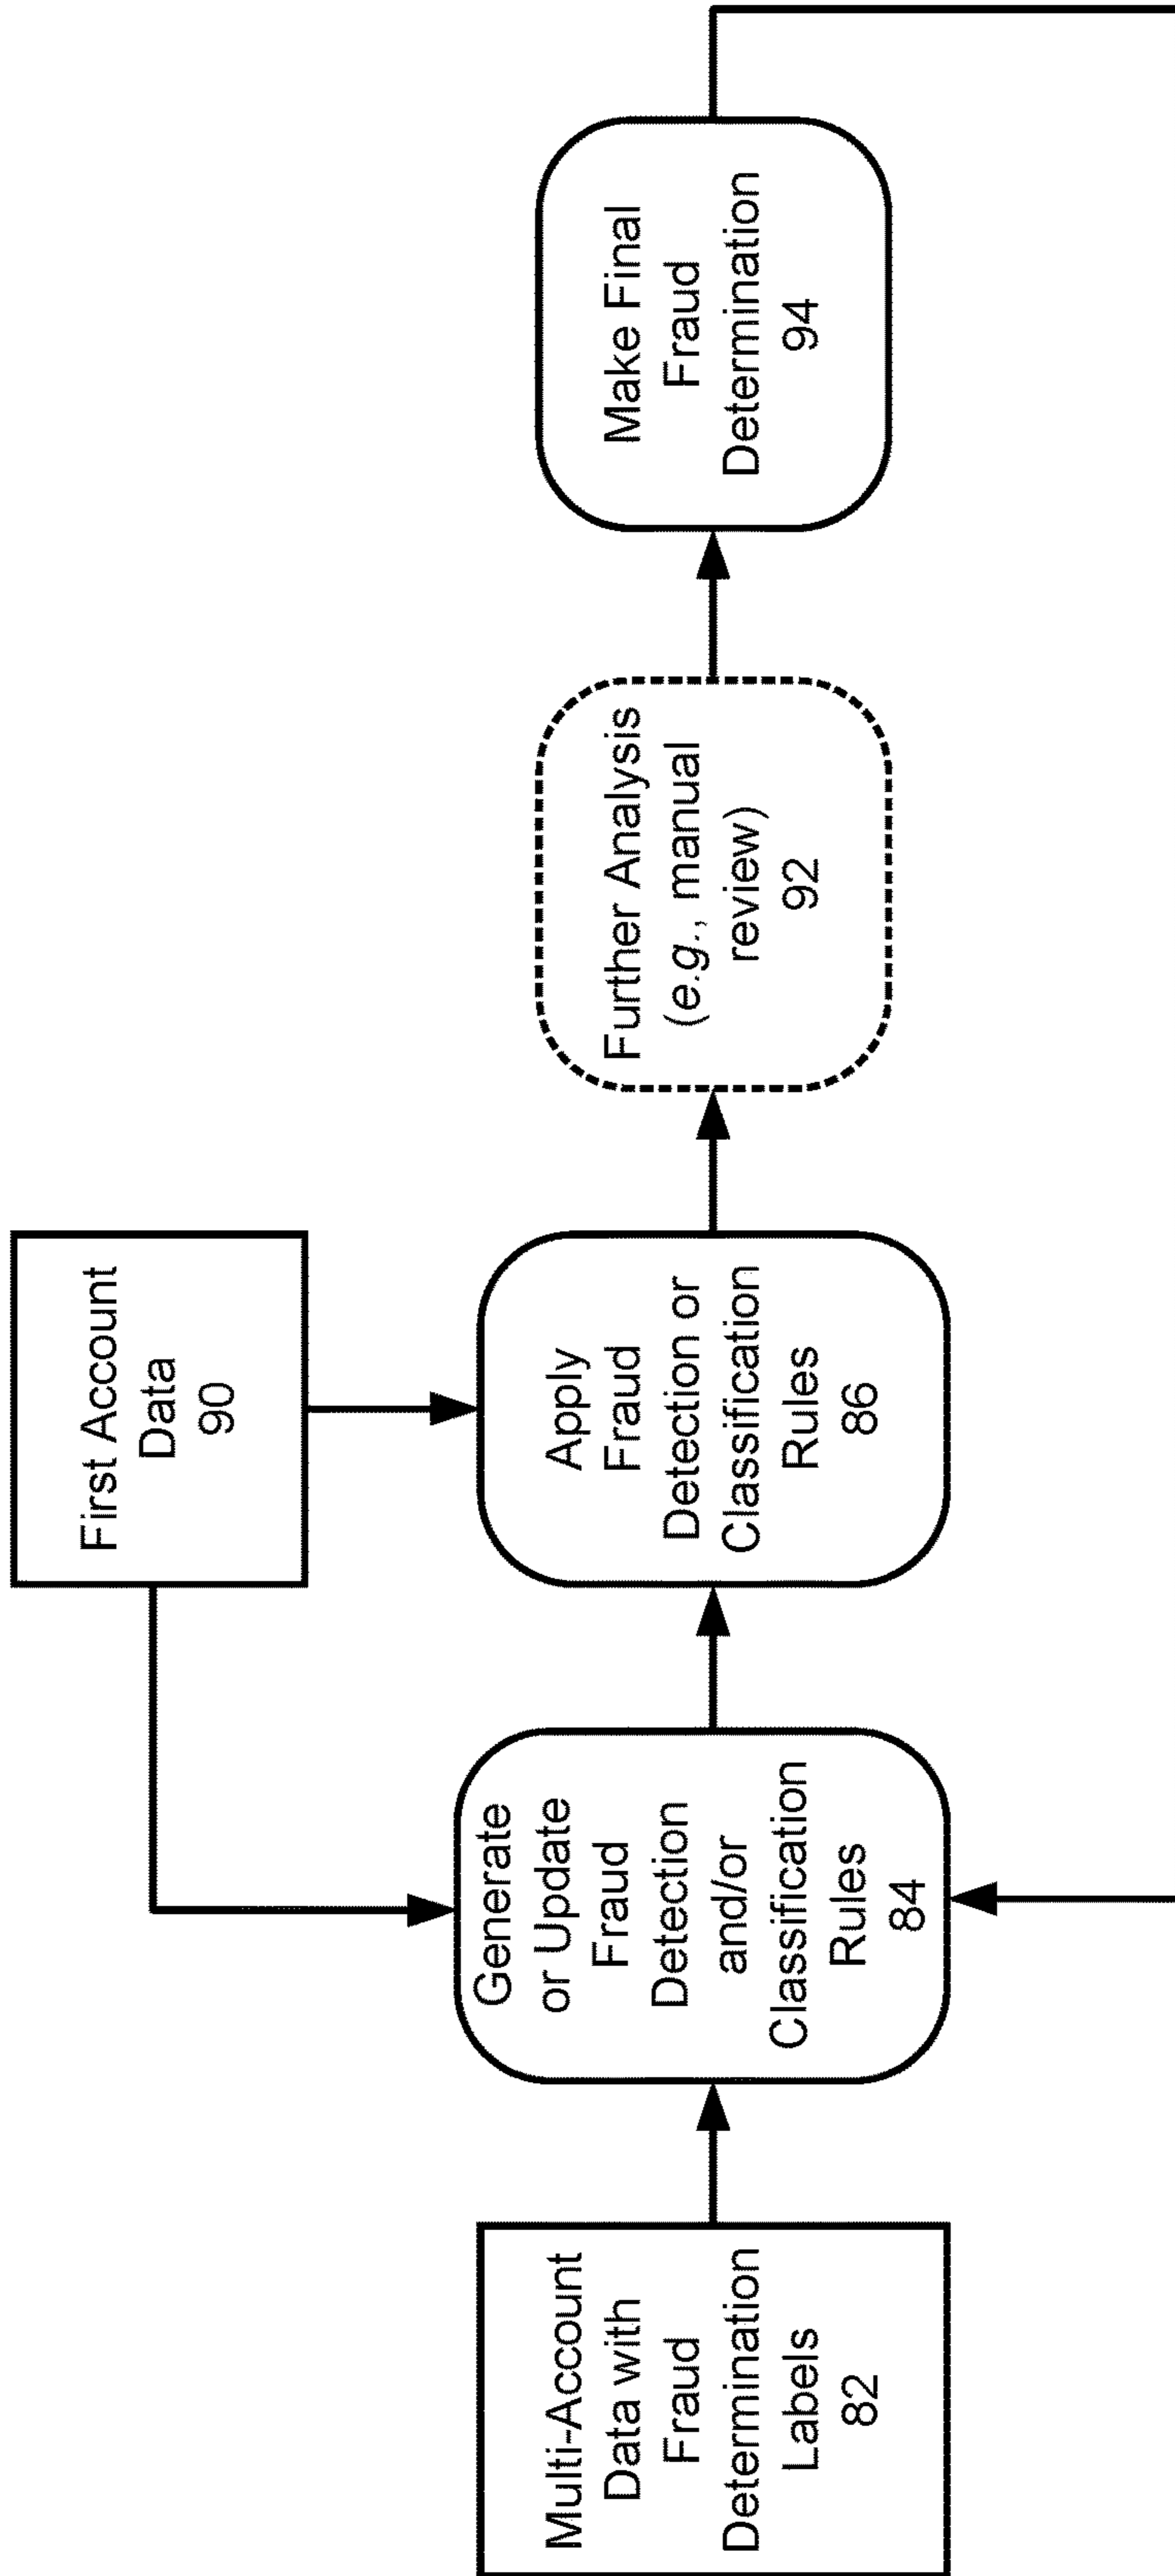 First Account
Data
90
Multi-Account
Data with
Fraud
Determination
Labels
82
Generate
or Update
Fraud
Detection
and/or
Classification
Rules
84
Apply
Fraud
Detection or
Classification
Rules
86
Further Analysis
(e.g., manual
review)
92
Make Final
Fraud
Determination
94